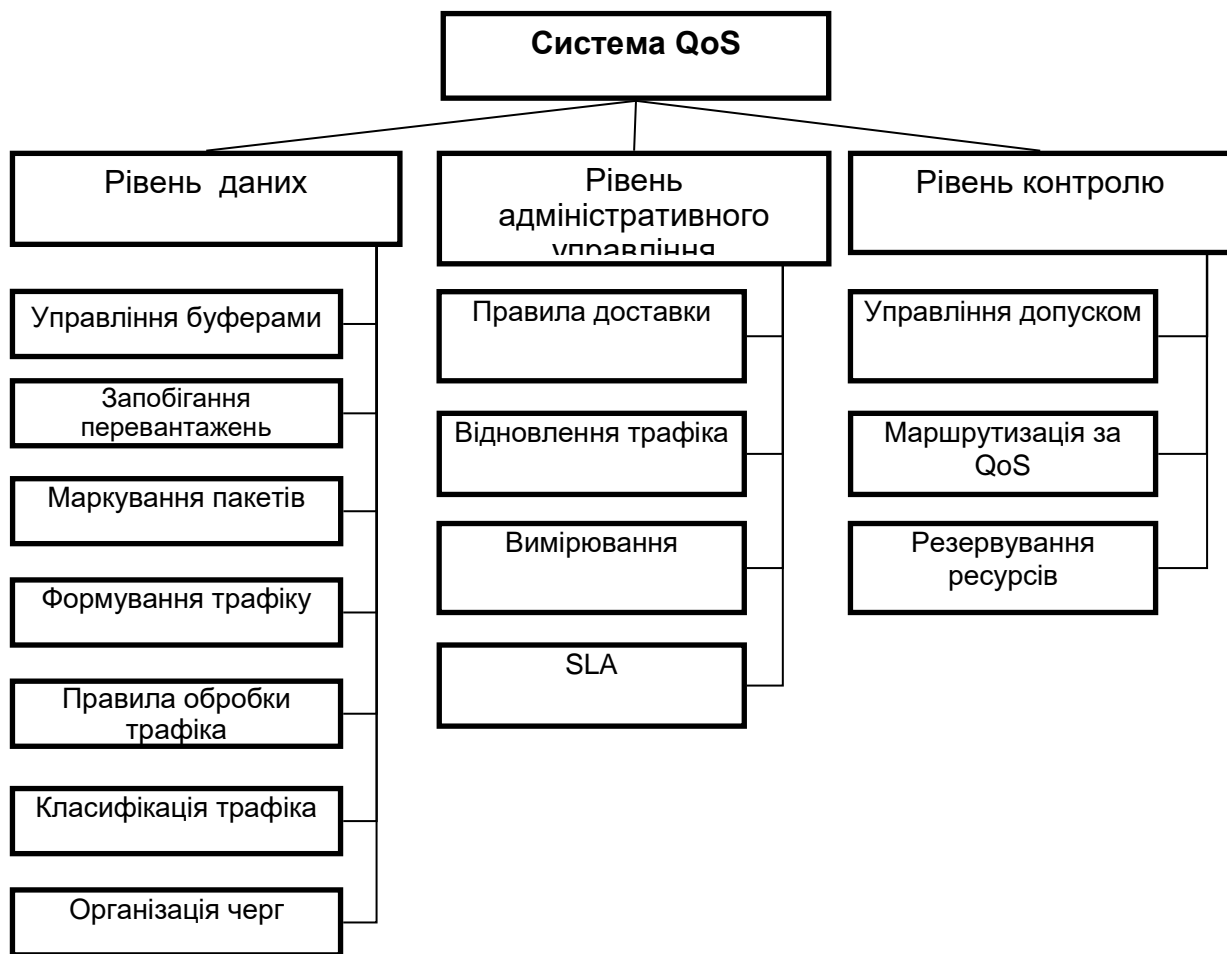 Система QoS
Рівень даних
Рівень
адміністративного
управління
Рівень контролю
Управління буферами
Запобігання
перевантажень
Маркування пакетів
Формування трафіку
Правила обробки
трафіка
Класифікація трафіка
Організація черг
Правила доставки
Відновлення трафіка
Вимірювання
SLA
Управління допуском
Маршрутизація за
QoS
Резервування
ресурсів